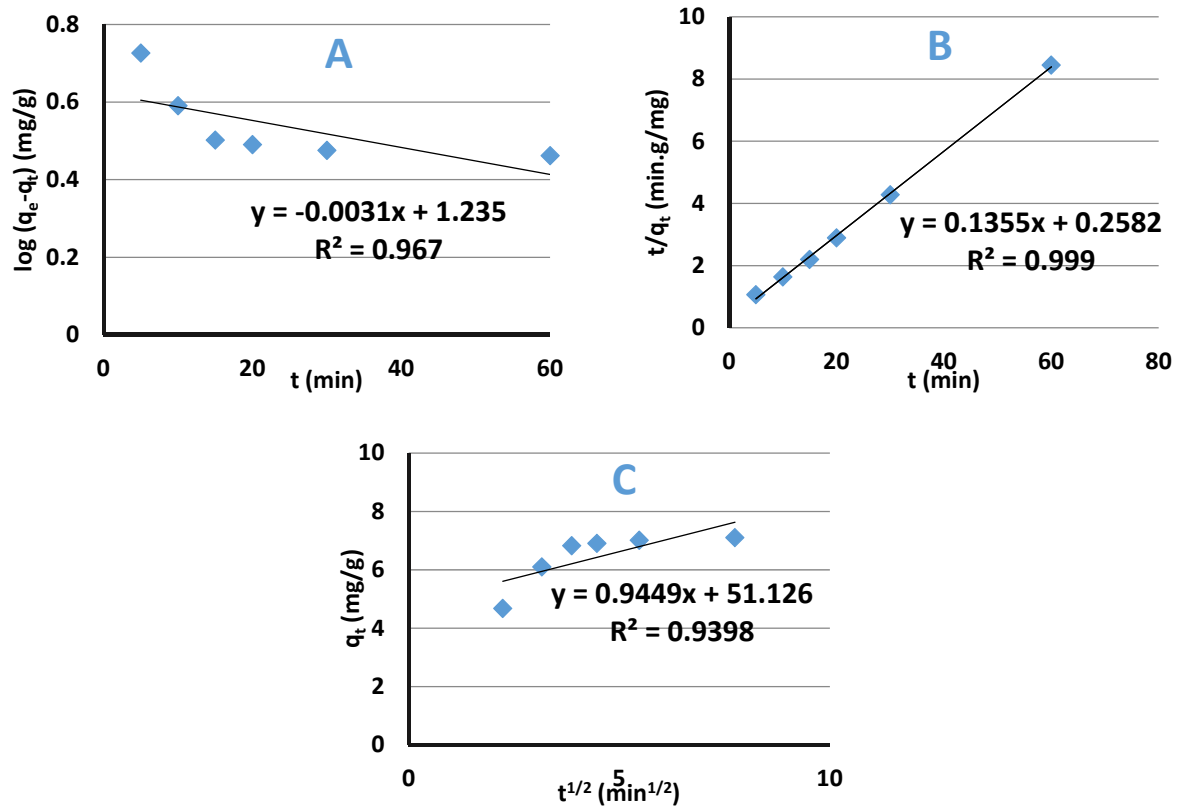 A
0.8
0.6
0.4
0.2
0
0 20 40 60
log (qe-qt) (mg/g)
t (min)
y = -0.0031x + 1.235
R² = 0.967
B
10
8
6
4
2
0
0 20 40 60 80
t/qt (min.g/mg)
t (min)
y = 0.1355x + 0.2582
R² = 0.999
C
10
8
6
4
2
0
0 5 10
qt (mg/g)
t1/2 (min1/2)
y = 0.9449x + 51.126
R² = 0.9398